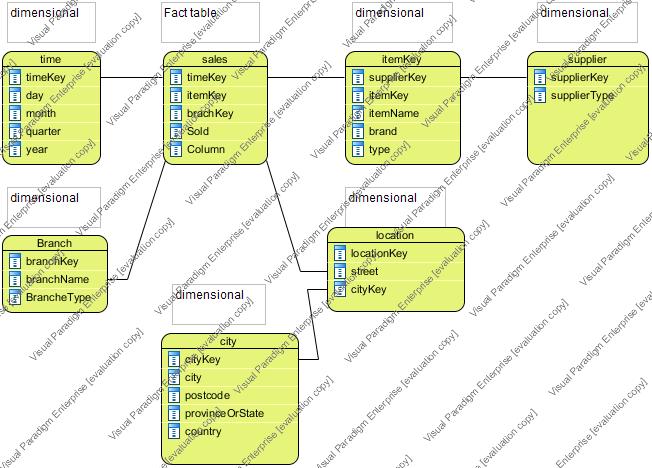 dimensional
Fact table
dimensional
dimensional
time
timeKey
day
month
quarter
year
sales
timeKey
itemKey
brachKey
Sold
Column
itemKey
supplierKey
itemKey
itemName
brand
type
supplier
supplierKey
supplierType
dimensional
dimensional
Branch
branchKey
branchName
BrancheType
location
locationKey
street
cityKey
dimensional
city
cityKey
city
postcode
provinceOrState
country
Visual Paradigm Enterprise [evaluation copy]